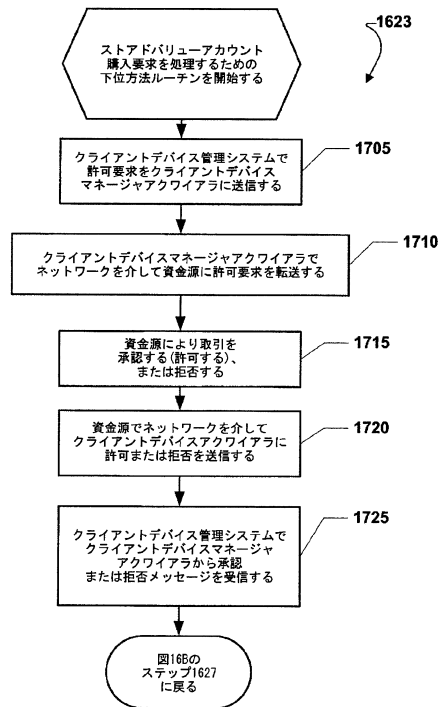 1623
ストアドバリューアカウント
購入要求を処理するための
下位方法ルーチンを開始する
1705
クライアントデバイス管理システムで
許可要求をクライアントデバイス
マネージャアクワイアラに送信する
1710
クライアントデバイスマネージャアクワイアラで
ネットワークを介して資金源に許可要求を転送する
1715
資金源により取引を
承認する(許可する)、
または拒否する
1720
資金源でネットワークを介して
クライアントデバイスアクワイアラに
許可または拒否を送信する
1725
クライアントデバイス管理システムで
クライアントデバイスマネージャ
アクワイアラから承認
または拒否メッセージを受信する
図16Bの
ステップ1627
に戻る